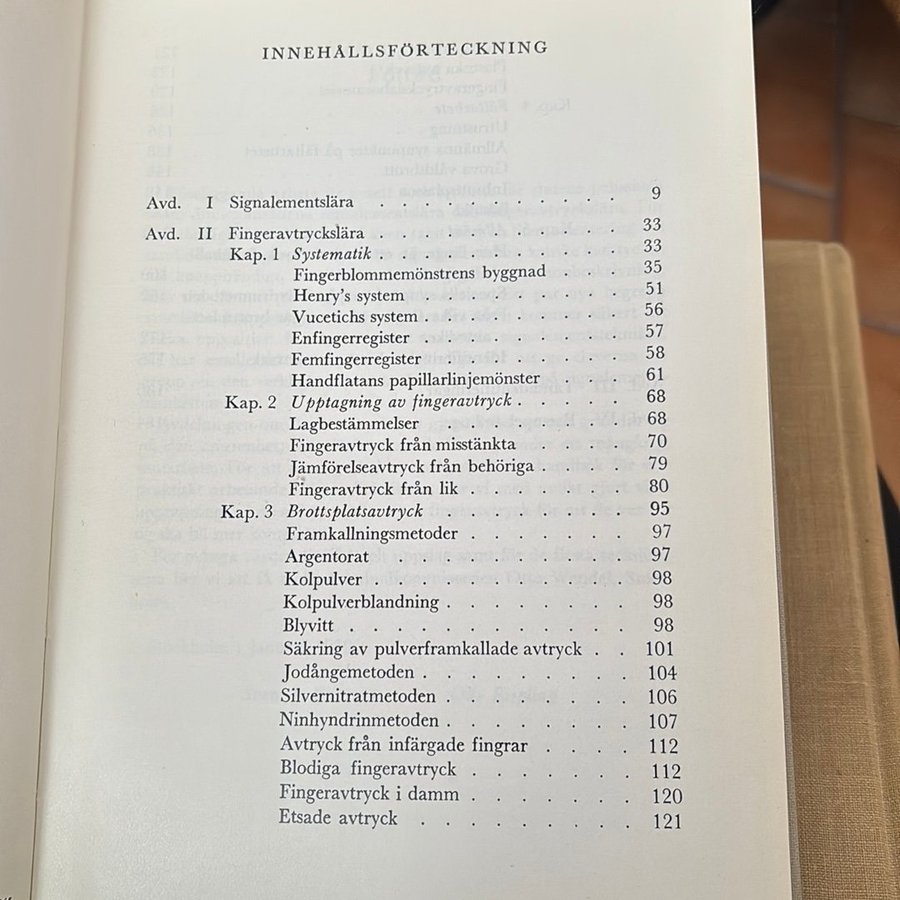 INNEHÅLLSFÖRTECKNING
Avd. I Signalementslära . . . . . . . . . . . . 9
Avd. II Fingeravtryckslära . . . . . . . . . . . 33
Kap. 1 Systematik . . . . . . . . . . . . 33
Fingerblommemönstrens byggnad . . . . 35
Henry's system . . . . . . . . . . 51
Vucetichs system . . . . . . . . . . 56
Enfingerregister . . . . . . . . . . 57
Femfingerregister . . . . . . . . . 58
Handflatans papillarlinjemönster . . . . 61
Kap. 2 Upptagning av fingeravtryck . . . . . 68
Lagbestämmelser . . . . . . . . . 68
Fingeravtryck från misstänkta . . . . . 70
Jämförelseavtryck från behöriga . . . . . 79
Fingeravtryck från lik . . . . . . . . 80
Kap. 3 Brottsplatsavtryck . . . . . . . . . 95
Framkallningsmetoder . . . . . . . 97
Argentorat . . . . . . . . . . . 97
Kolpulver . . . . . . . . . . . 98
Kolpulverblandning . . . . . . . . 98
Blyvitt . . . . . . . . . . . . 98
Säkring av pulverframkallade avtryck . . 101
Jodångemetoden . . . . . . . . . 104
Silvernitratmetoden . . . . . . . . 106
Ninhyndrinmetoden . . . . . . . . 107
Avtryck från infärgade fingrar . . . . 112
Blodiga fingeravtryck . . . . . . . 112
Fingeravtryck i damm . . . . . . . 120
Etsade avtryck . . . . . . . . . 121